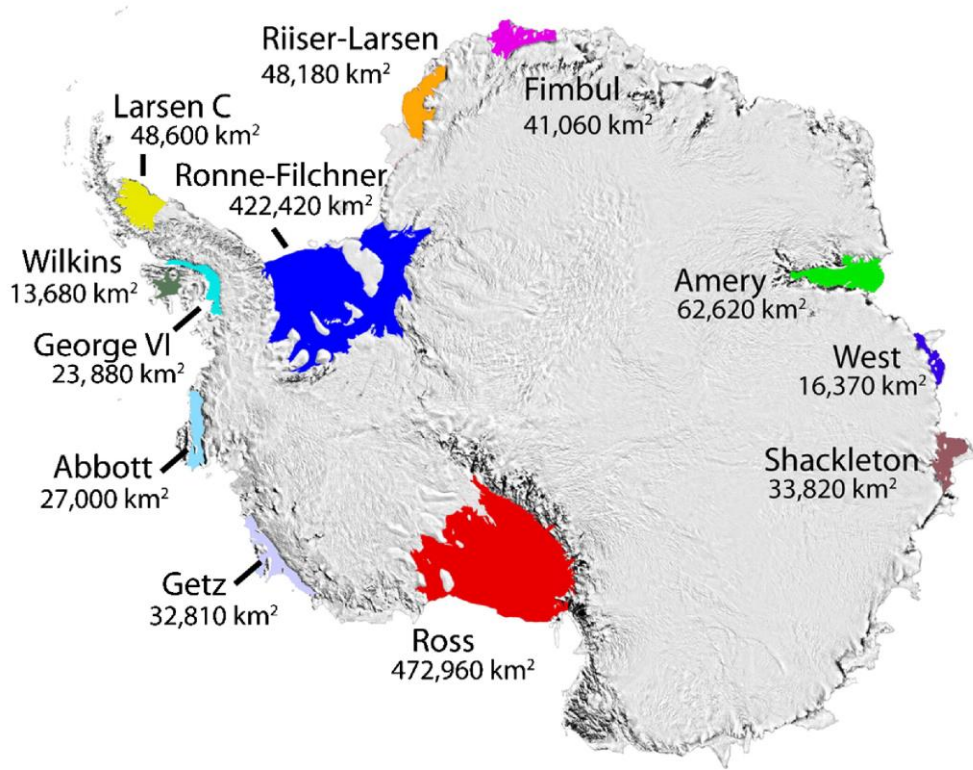 Riiser-Larsen
48,180 km²
Fimbul
41,060 km²
Larsen C
48,600 km²
Ronne-Filchner
422,420 km²
Wilkins
13,680 km²
Amery
62,620 km²
George VI
23,880 km²
West
16,370 km²
Abbott
27,000 km²
Shackleton
33,820 km²
Getz
32,810 km²
Ross
472,960 km²